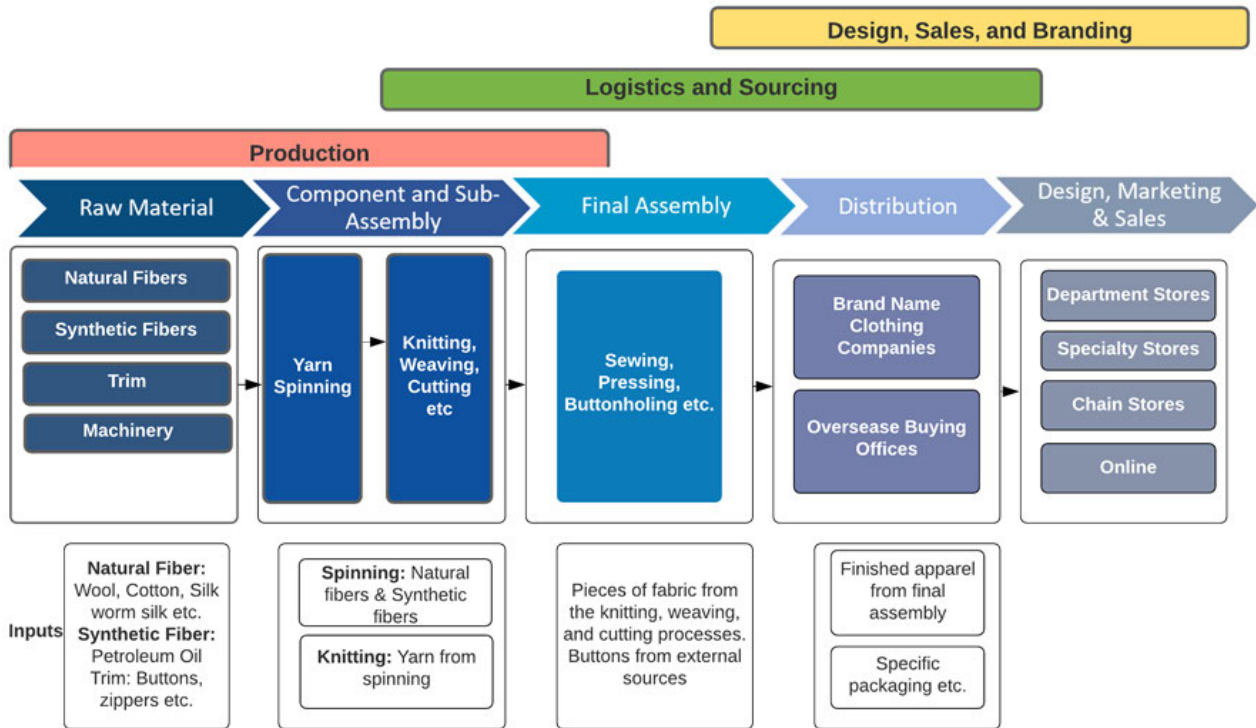 Design, Sales, and Branding
Logistics and Sourcing
Production
Raw Material
Component and Sub-
Assembly
Final Assembly
Distribution
Design, Marketing
& Sales
Natural Fibers
Synthetic Fibers
Trim
Machinery
Yarn
Spinning
Knitting,
Weaving,
Cutting
etc
Sewing,
Pressing,
Buttonholing etc.
Brand Name
Clothing
Companies
Oversease Buying
Offices
Department Stores
Specialty Stores
Chain Stores
Online
Inputs
Natural Fiber:
Wool, Cotton, Silk
worm silk etc.
Synthetic Fiber:
Petroleum Oil
Trim: Buttons,
zippers etc.
Spinning: Natural
fibers & Synthetic
fibers
Knitting: Yarn from
spinning
Pieces of fabric from
the knitting, weaving,
and cutting processes.
Buttons from external
sources
Finished apparel
from final
assembly
Specific
packaging etc.